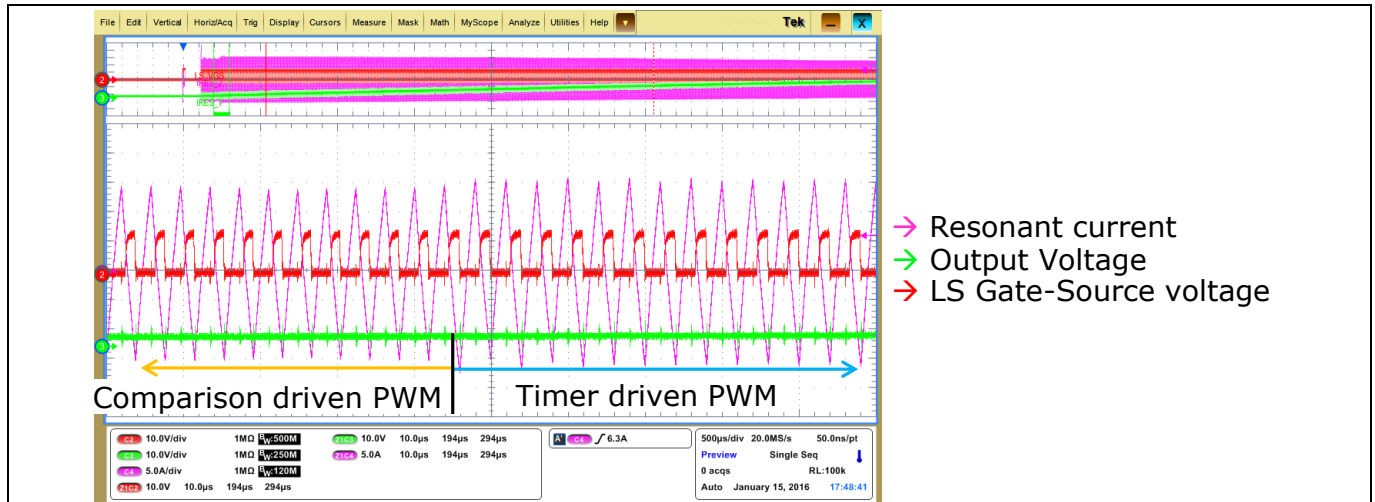 File Edit Vertical Horiz/Acq Trig Display Cursors Measure Mask Math MyScope Analyze Utilities Help Tek X
2
3
2
3
→ Resonant current
→ Output Voltage
→ LS Gate-Source voltage
Comparison driven PWM
Timer driven PWM
C2 10.0V/div 1MΩ BW:500M
C3 10.0V/div 1MΩ BW:250M
C4 5.0A/div 1MΩ BW:120M
Z1C2 10.0V 10.0µs 194µs 294µs
Z1C3 10.0V 10.0µs 194µs 294µs
Z1C4 5.0A 10.0µs 194µs 294µs
A' C4 6.3A
500µs/div 20.0MS/s 50.0ns/pt
Preview Single Seq
0 acqs RL:100k
Auto January 15, 2016 17:48:41